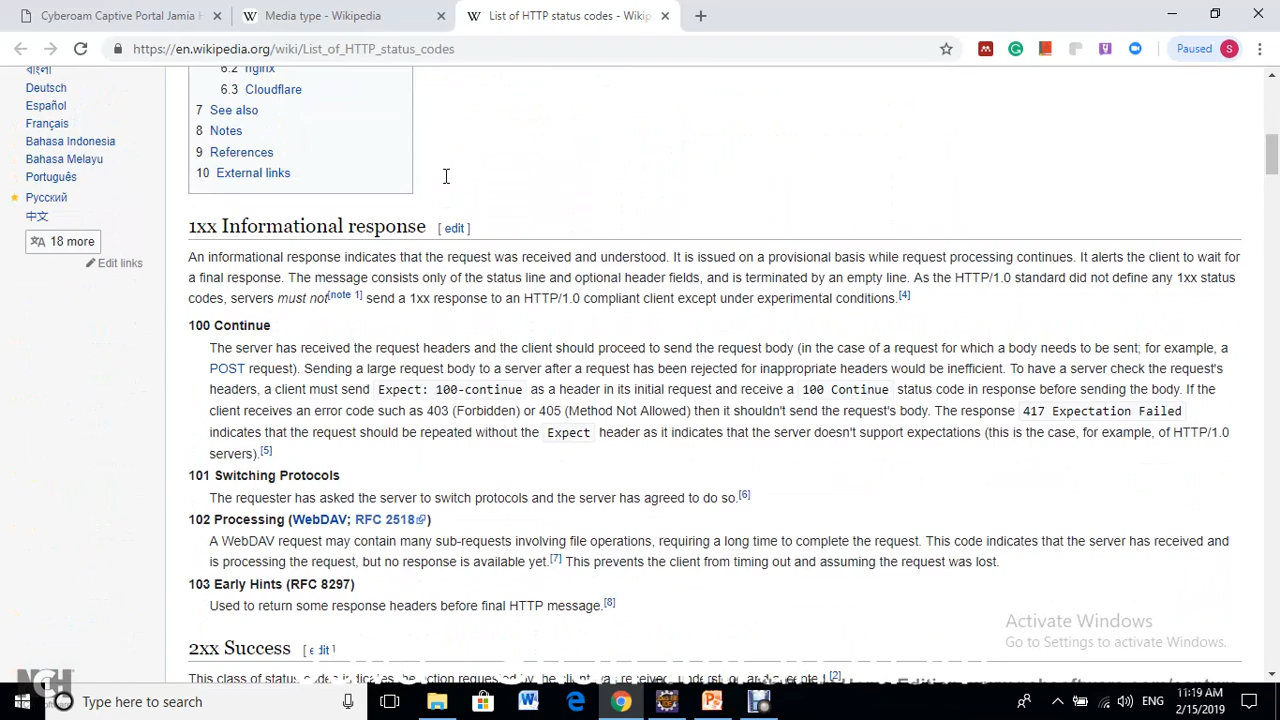 Cyberoam Captive Portal Jamia H
Media type - Wikipedia
List of HTTP status codes - Wikip
https://en.wikipedia.org/wiki/List_of_HTTP_status_codes
Paused S
বাংলা
Deutsch
Español
Français
Bahasa Indonesia
Bahasa Melayu
Português
Русский
中文
18 more
Edit links
6.2 nginx
6.3 Cloudflare
7 See also
8 Notes
9 References
10 External links
1xx Informational response [ edit ]
An informational response indicates that the request was received and understood. It is issued on a provisional basis while request processing continues. It alerts the client to wait for
a final response. The message consists only of the status line and optional header fields, and is terminated by an empty line. As the HTTP/1.0 standard did not define any 1xx status
codes, servers must not[note 1] send a 1xx response to an HTTP/1.0 compliant client except under experimental conditions.[4]
100 Continue
The server has received the request headers and the client should proceed to send the request body (in the case of a request for which a body needs to be sent; for example, a
POST request). Sending a large request body to a server after a request has been rejected for inappropriate headers would be inefficient. To have a server check the request's
headers, a client must send Expect: 100-continue as a header in its initial request and receive a 100 Continue status code in response before sending the body. If the
client receives an error code such as 403 (Forbidden) or 405 (Method Not Allowed) then it shouldn't send the request's body. The response 417 Expectation Failed
indicates that the request should be repeated without the Expect header as it indicates that the server doesn't support expectations (this is the case, for example, of HTTP/1.0
servers).[5]
101 Switching Protocols
The requester has asked the server to switch protocols and the server has agreed to do so.[6]
102 Processing (WebDAV; RFC 2518)
A WebDAV request may contain many sub-requests involving file operations, requiring a long time to complete the request. This code indicates that the server has received and
is processing the request, but no response is available yet.[7] This prevents the client from timing out and assuming the request was lost.
103 Early Hints (RFC 8297)
Used to return some response headers before final HTTP message.[8]
Activate Windows
Go to Settings to activate Windows.
2xx Success [ edit ]
This class of status codes indicates the action requested by the client
[2]
NCH
Home Edition
Type here to search
ENG
11:19 AM
2/15/2019